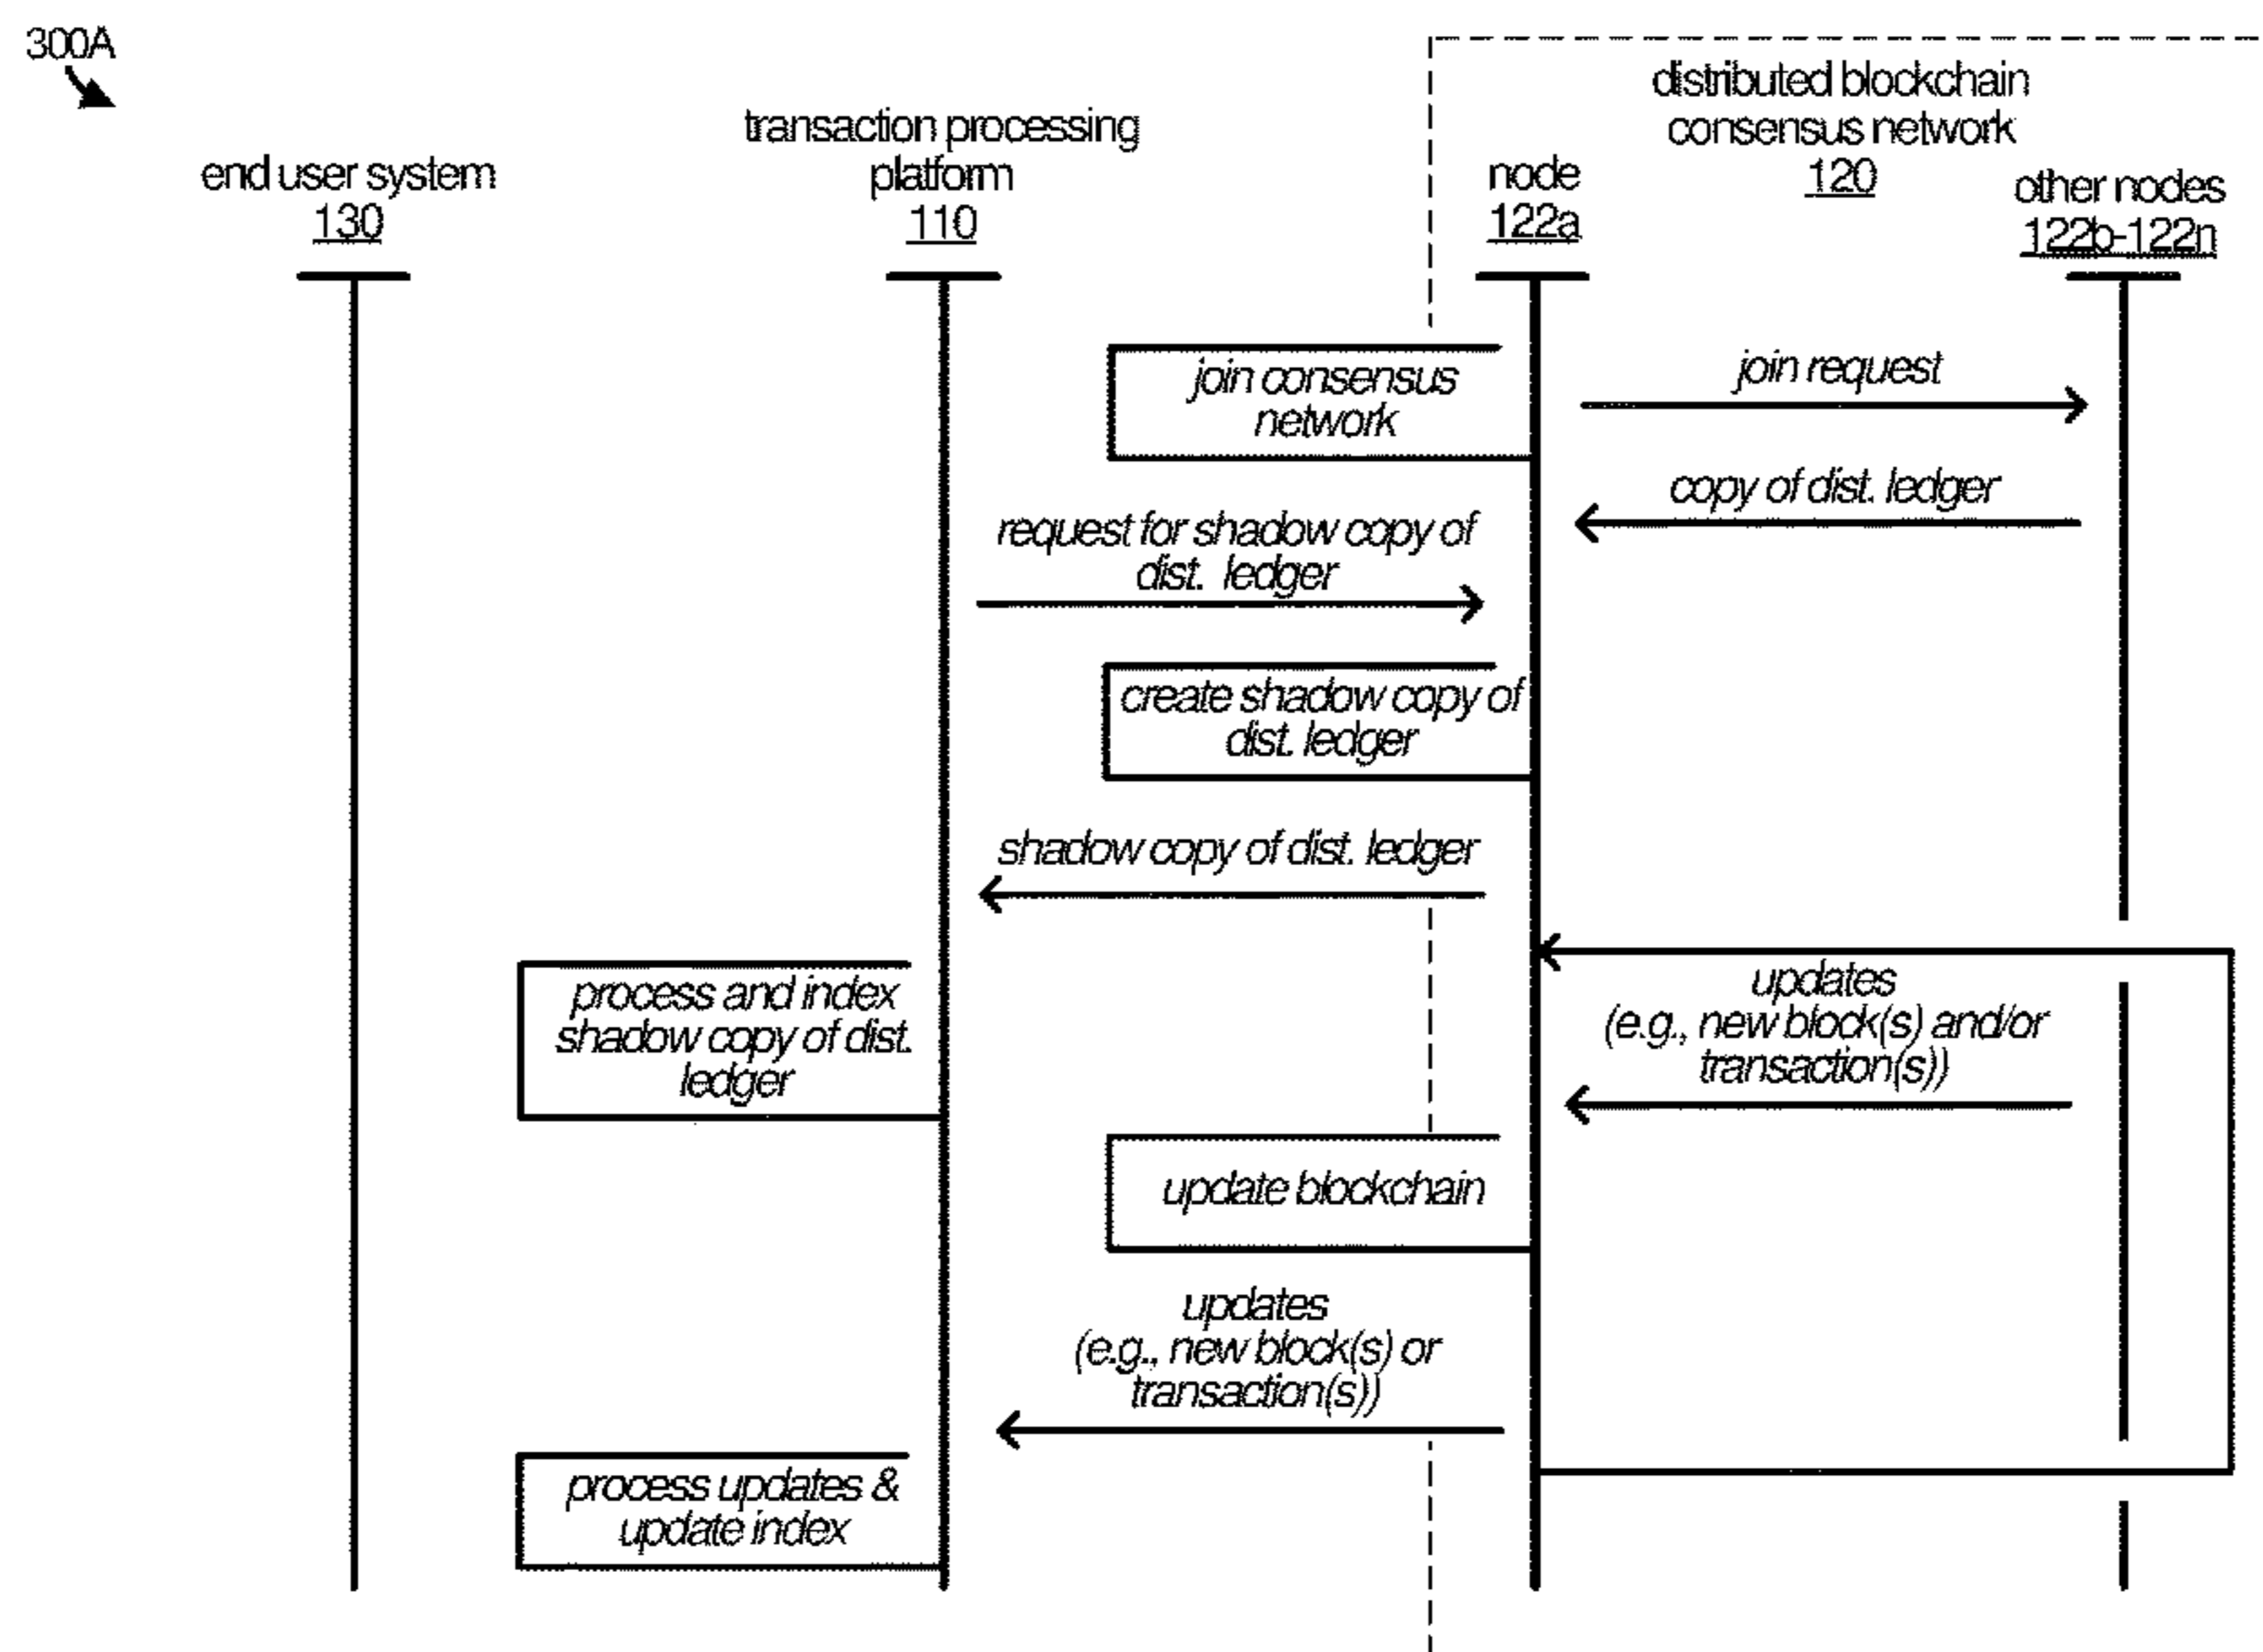 300A
distributed blockchain
consensus network
120
transaction processing
platform
110
end user system
130
node
122a
other nodes
122b-122n
join consensus
network
join request
copy of dist. ledger
request for shadow copy of
dist. ledger
create shadow copy of
dist. ledger
shadow copy of dist. ledger
process and index
shadow copy of dist.
ledger
updates
(e.g., new block(s) and/or
transaction(s))
update blockchain
updates
(e.g., new block(s) or
transaction(s))
process updates &
update index